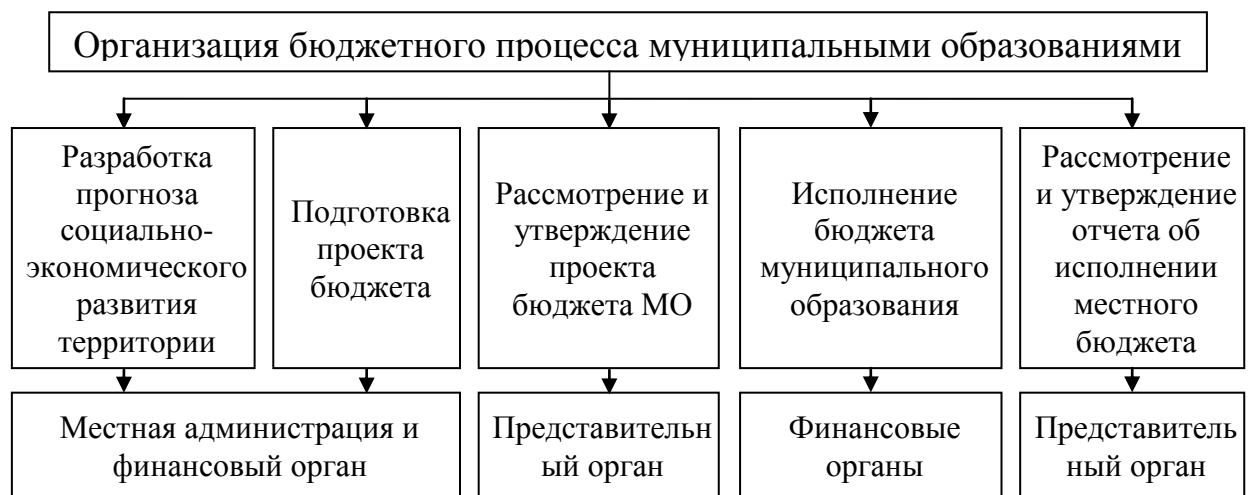 Организация бюджетного процесса муниципальными образованиями
Разработка
прогноза
социально-
экономического
развития
территории
Подготовка
проекта
бюджета
Рассмотрение и
утверждение
проекта
бюджета МО
Исполнение
бюджета
муниципального
образования
Рассмотрение
и утверждение
отчета об
исполнении
местного
бюджета
Местная администрация и
финансовый орган
Представительн
ый орган
Финансовые
органы
Представитель
ный орган